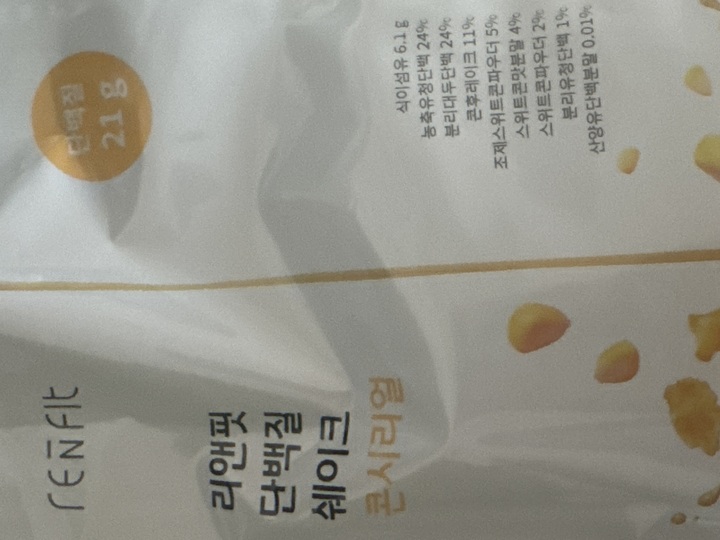 단백질
21 g
식이섬유 6.1 g
농축유청단백 24%
분리대두단백 24%
콘후레이크 11%
조제스위트콘파우더 5%
스위트콘맛분말 4%
스위트콘파우더 2%
분리유청단백 1%
산양유단백분말 0.01%
reːnfit
리앤핏
단백질
쉐이크
콘시리얼